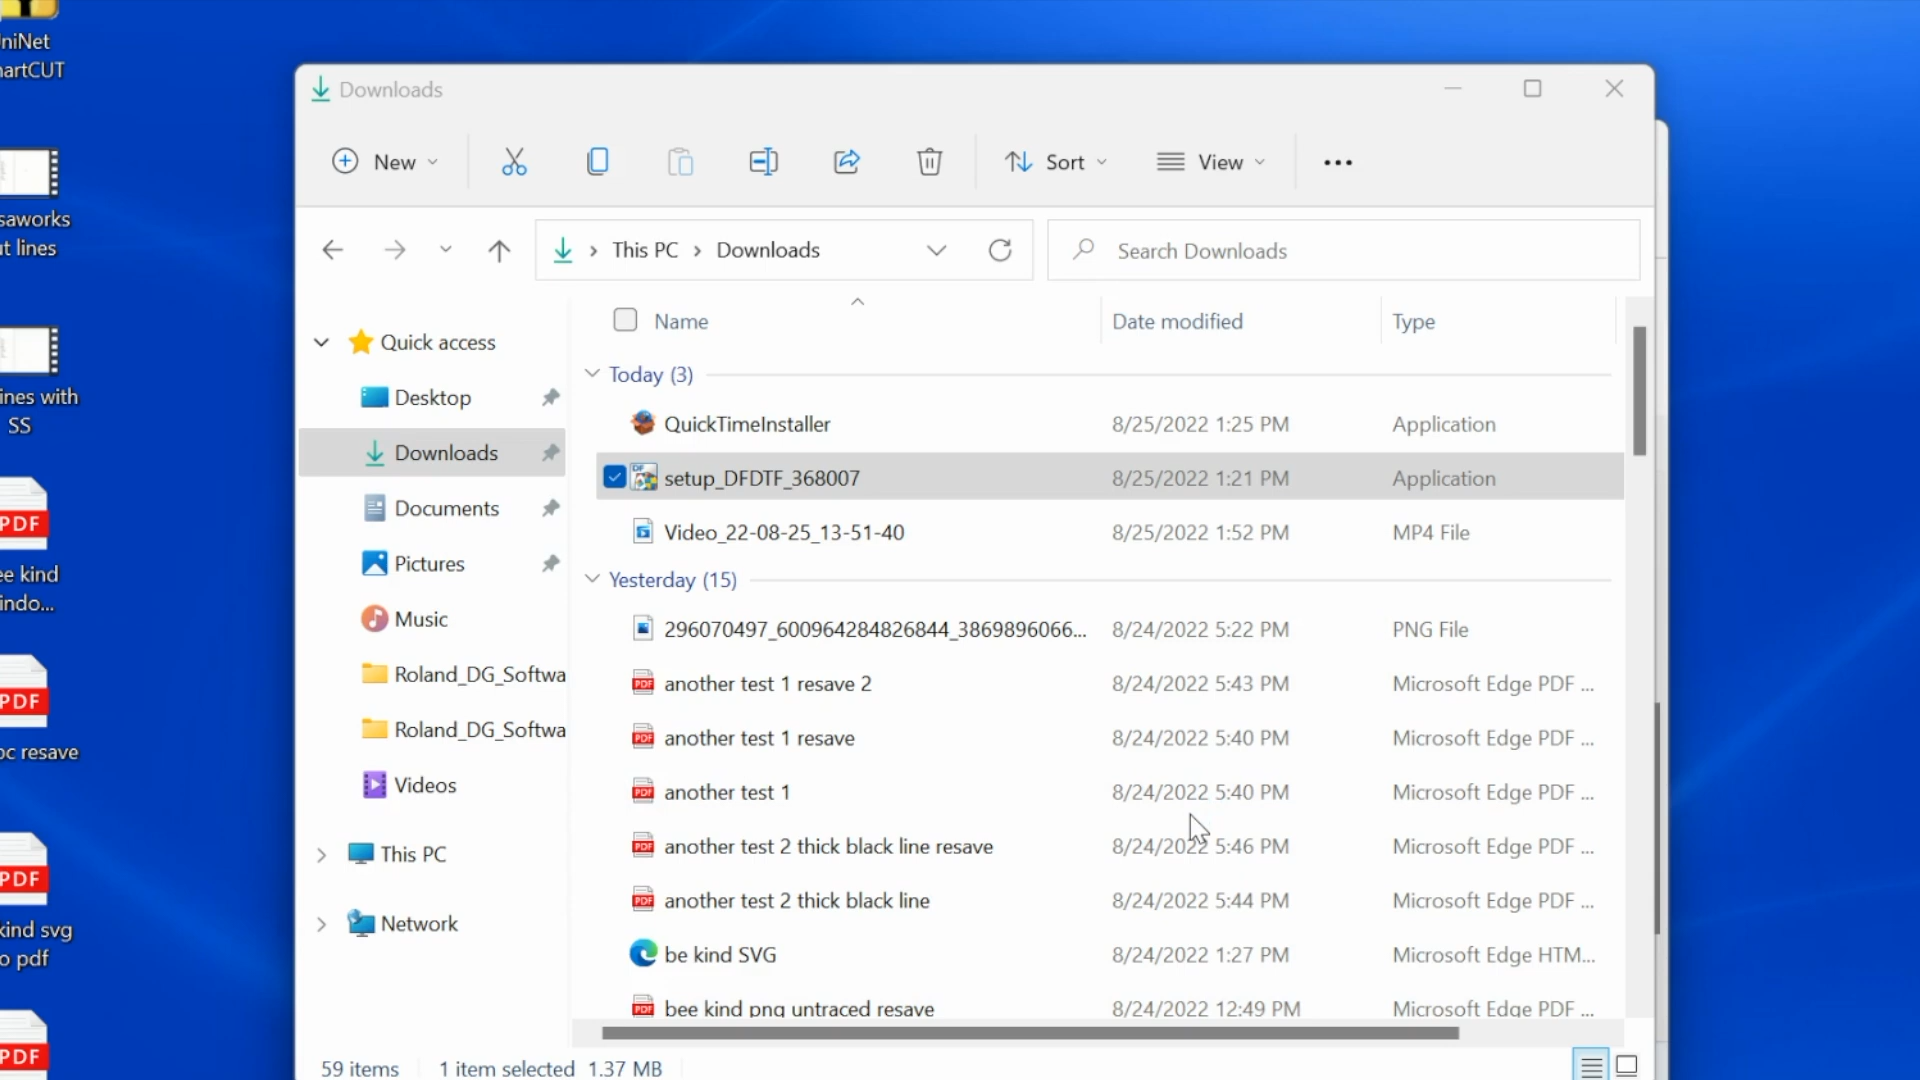 niNet
artCUT
saworks
t lines
ines with
SS
PDF
ee kind
indo...
PDF
oc resave
PDF
kind svg
o pdf
PDF
Downloads
New
Sort
View
This PC > Downloads
Search Downloads
Name Date modified Type
Quick access
Desktop
Downloads
Documents
Pictures
Music
Roland_DG_Softwa
Roland_DG_Softwa
Videos
This PC
Network
Today (3)
QuickTimeInstaller 8/25/2022 1:25 PM Application
setup_DFDTF_368007 8/25/2022 1:21 PM Application
Video_22-08-25_13-51-40 8/25/2022 1:52 PM MP4 File
Yesterday (15)
296070497_600964284826844_3869896066... 8/24/2022 5:22 PM PNG File
another test 1 resave 2 8/24/2022 5:43 PM Microsoft Edge PDF ...
another test 1 resave 8/24/2022 5:40 PM Microsoft Edge PDF ...
another test 1 8/24/2022 5:40 PM Microsoft Edge PDF ...
another test 2 thick black line resave 8/24/2022 5:46 PM Microsoft Edge PDF ...
another test 2 thick black line 8/24/2022 5:44 PM Microsoft Edge PDF ...
be kind SVG 8/24/2022 1:27 PM Microsoft Edge HTM...
bee kind png untraced resave 8/24/2022 12:49 PM Microsoft Edge PDF ...
59 items 1 item selected 1.37 MB